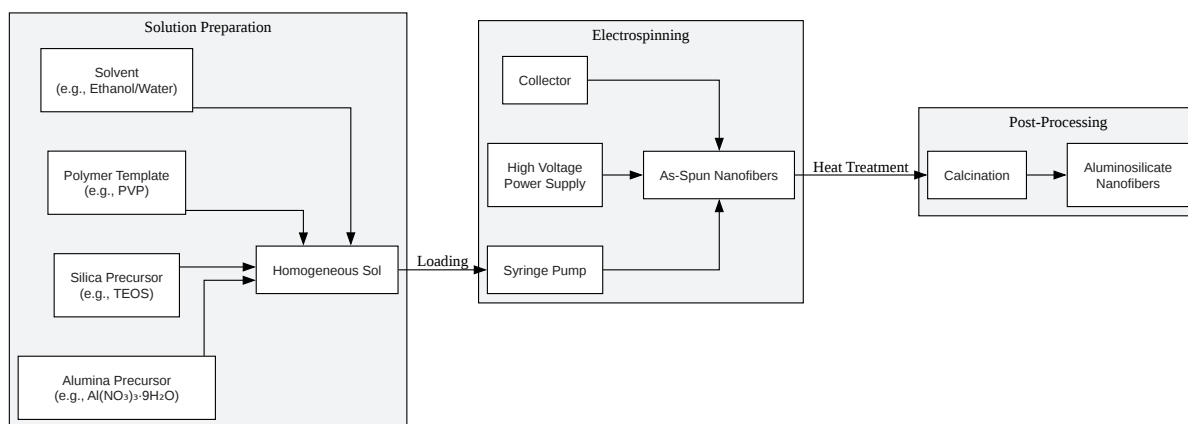 Solution Preparation
Solvent
(e.g., Ethanol/Water)
Polymer Template
(e.g., PVP)
Silica Precursor
(e.g., TEOS)
Alumina Precursor
(e.g., Al(NO₃)₃·9H₂O)
Homogeneous Sol
Loading
Electrospinning
Collector
High Voltage
Power Supply
Syringe Pump
As-Spun Nanofibers
Heat Treatment
Post-Processing
Calcination
Aluminosilicate
Nanofibers